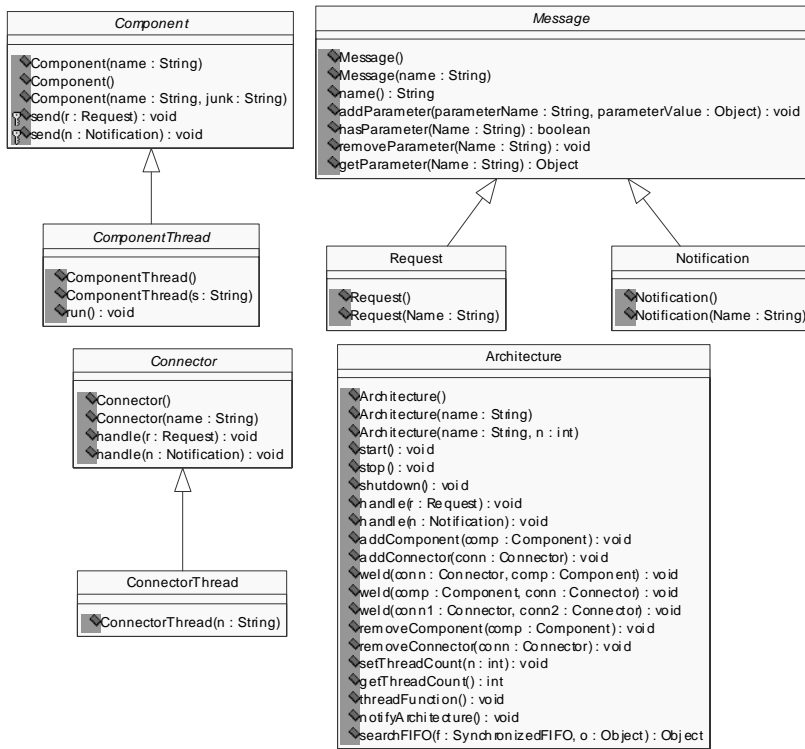 Component
Component(name : String)
Component()
Component(name : String, junk : String)
send(r : Request) : void
send(n : Notification) : void
Message
Message()
Message(name : String)
name() : String
addParameter(parameterName : String, parameterValue : Object) : void
hasParameter(Name : String) : boolean
removeParameter(Name : String) : void
getParameter(Name : String) : Object
ComponentThread
ComponentThread()
ComponentThread(s : String)
run() : void
Request
Request()
Request(Name : String)
Notification
Notification()
Notification(Name : String)
Connector
Connector()
Connector(name : String)
handle(r : Request) : void
handle(n : Notification) : void
ConnectorThread
ConnectorThread(n : String)
Architecture
Architecture()
Architecture(name : String)
Architecture(name : String, n : int)
start() : void
stop() : void
shutdown() : void
handle(r : Request) : void
handle(n : Notification) : void
addComponent(comp : Component) : void
addConnector(conn : Connector) : void
weld(conn : Connector, comp : Component) : void
weld(comp : Component, conn : Connector) : void
weld(conn1 : Connector, conn2 : Connector) : void
removeComponent(comp : Component) : void
removeConnector(conn : Connector) : void
setThreadCount(n : int) : void
getThreadCount() : int
threadFunction() : void
notifyArchitecture() : void
searchFIFO(f : SynchronizedFIFO, o : Object) : Object